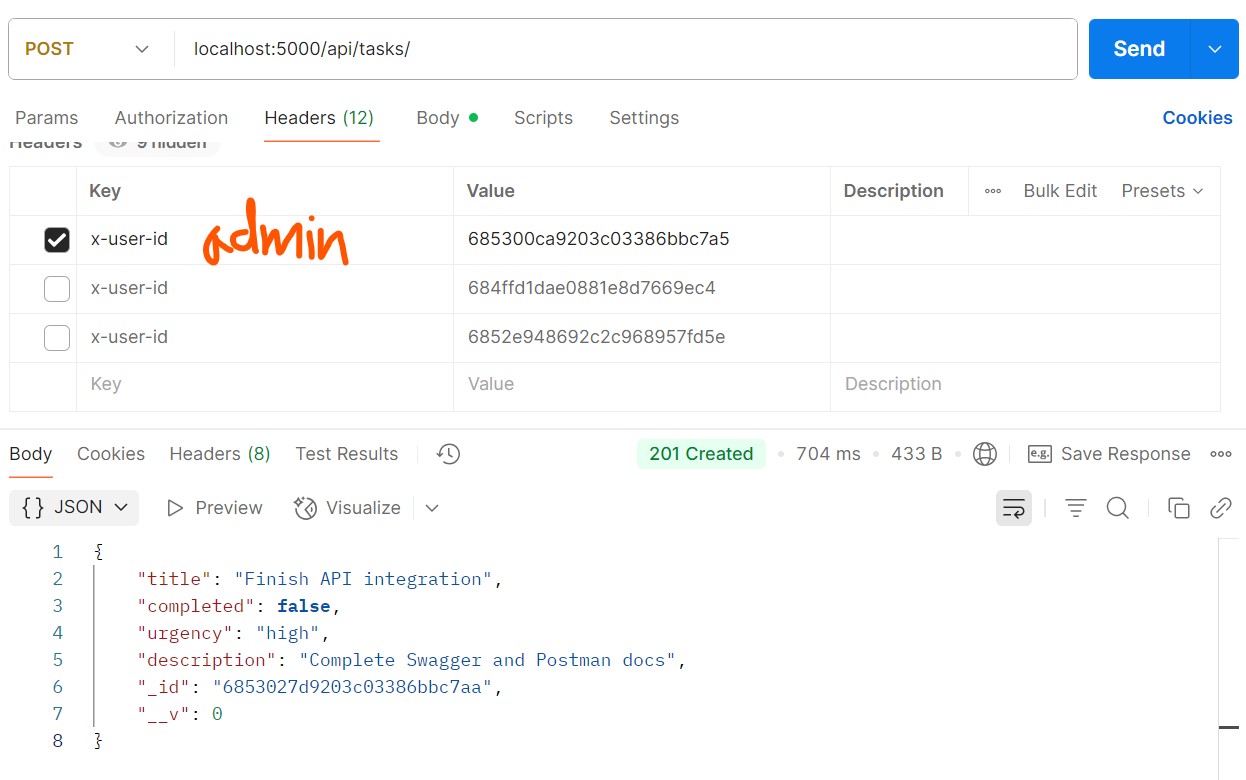 POST localhost:5000/api/tasks/ Send
Params Authorization Headers (12) Body Scripts Settings Cookies
Headers 9 hidden
Key Value Description Bulk Edit Presets
x-user-id admin 685300ca9203c03386bbc7a5
x-user-id 684ffd1dae0881e8d7669ec4
x-user-id 6852e948692c2c968957fd5e
Key Value Description
Body Cookies Headers (8) Test Results 201 Created 704 ms 433 B e.g. Save Response
{} JSON Preview Visualize
1 {
2 "title": "Finish API integration",
3 "completed": false,
4 "urgency": "high",
5 "description": "Complete Swagger and Postman docs",
6 "_id": "6853027d9203c03386bbc7aa",
7 "__v": 0
8 }